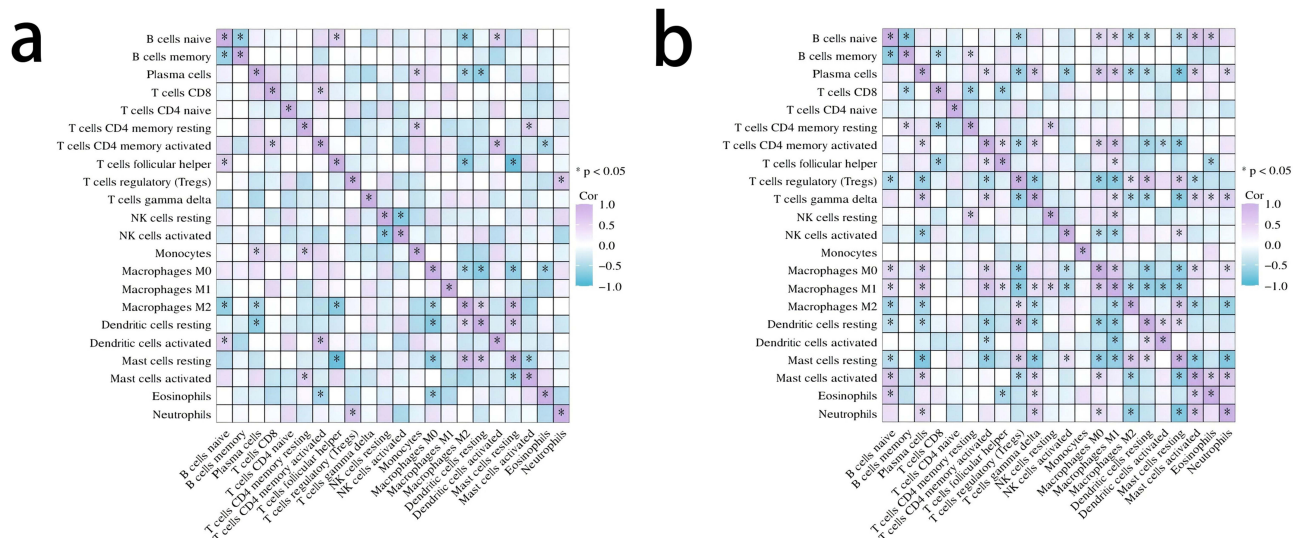 a
B cells naive
B cells memory
Plasma cells
T cells CD8
T cells CD4 naive
T cells CD4 memory resting
T cells CD4 memory activated
T cells follicular helper
T cells regulatory (Tregs)
T cells gamma delta
NK cells resting
NK cells activated
Monocytes
Macrophages M0
Macrophages M1
Macrophages M2
Dendritic cells resting
Dendritic cells activated
Mast cells resting
Mast cells activated
Eosinophils
Neutrophils
B cells naive
B cells memory
Plasma cells
T cells CD8
T cells CD4 naive
T cells CD4 memory resting
T cells CD4 memory activated
T cells follicular helper
T cells regulatory (Tregs)
T cells gamma delta
NK cells resting
NK cells activated
Monocytes
Macrophages M0
Macrophages M1
Macrophages M2
Dendritic cells resting
Dendritic cells activated
Mast cells resting
Mast cells activated
Eosinophils
Neutrophils
* p < 0.05
Cor
1.0
0.5
0.0
−0.5
−1.0
b
B cells naive
B cells memory
Plasma cells
T cells CD8
T cells CD4 naive
T cells CD4 memory resting
T cells CD4 memory activated
T cells follicular helper
T cells regulatory (Tregs)
T cells gamma delta
NK cells resting
NK cells activated
Monocytes
Macrophages M0
Macrophages M1
Macrophages M2
Dendritic cells resting
Dendritic cells activated
Mast cells resting
Mast cells activated
Eosinophils
Neutrophils
B cells naive
B cells memory
Plasma cells
T cells CD8
T cells CD4 naive
T cells CD4 memory resting
T cells CD4 memory activated
T cells follicular helper
T cells regulatory (Tregs)
T cells gamma delta
NK cells resting
NK cells activated
Monocytes
Macrophages M0
Macrophages M1
Macrophages M2
Dendritic cells resting
Dendritic cells activated
Mast cells resting
Mast cells activated
Eosinophils
Neutrophils
* p < 0.05
Cor
1.0
0.5
0.0
−0.5
−1.0